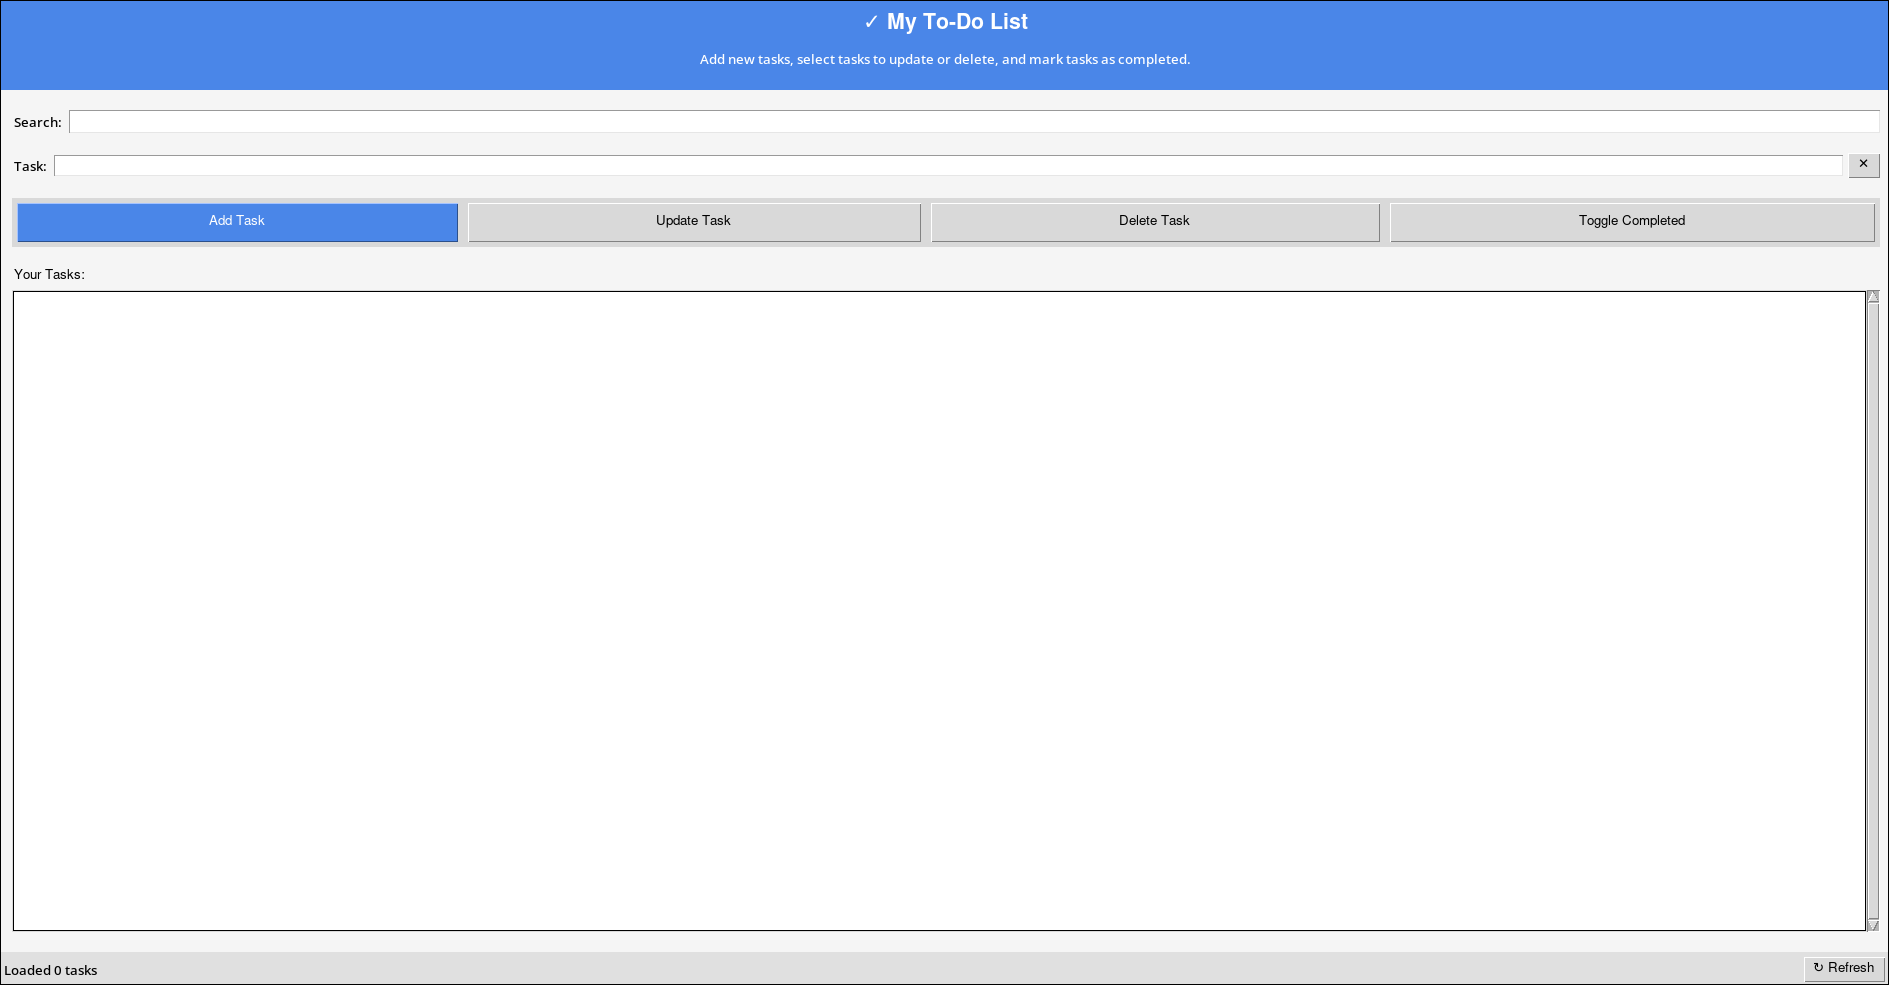 ✓ My To-Do List
Add new tasks, select tasks to update or delete, and mark tasks as completed.
Search:
Task:
✕
Add Task
Update Task
Delete Task
Toggle Completed
Your Tasks:
Loaded 0 tasks
↻ Refresh